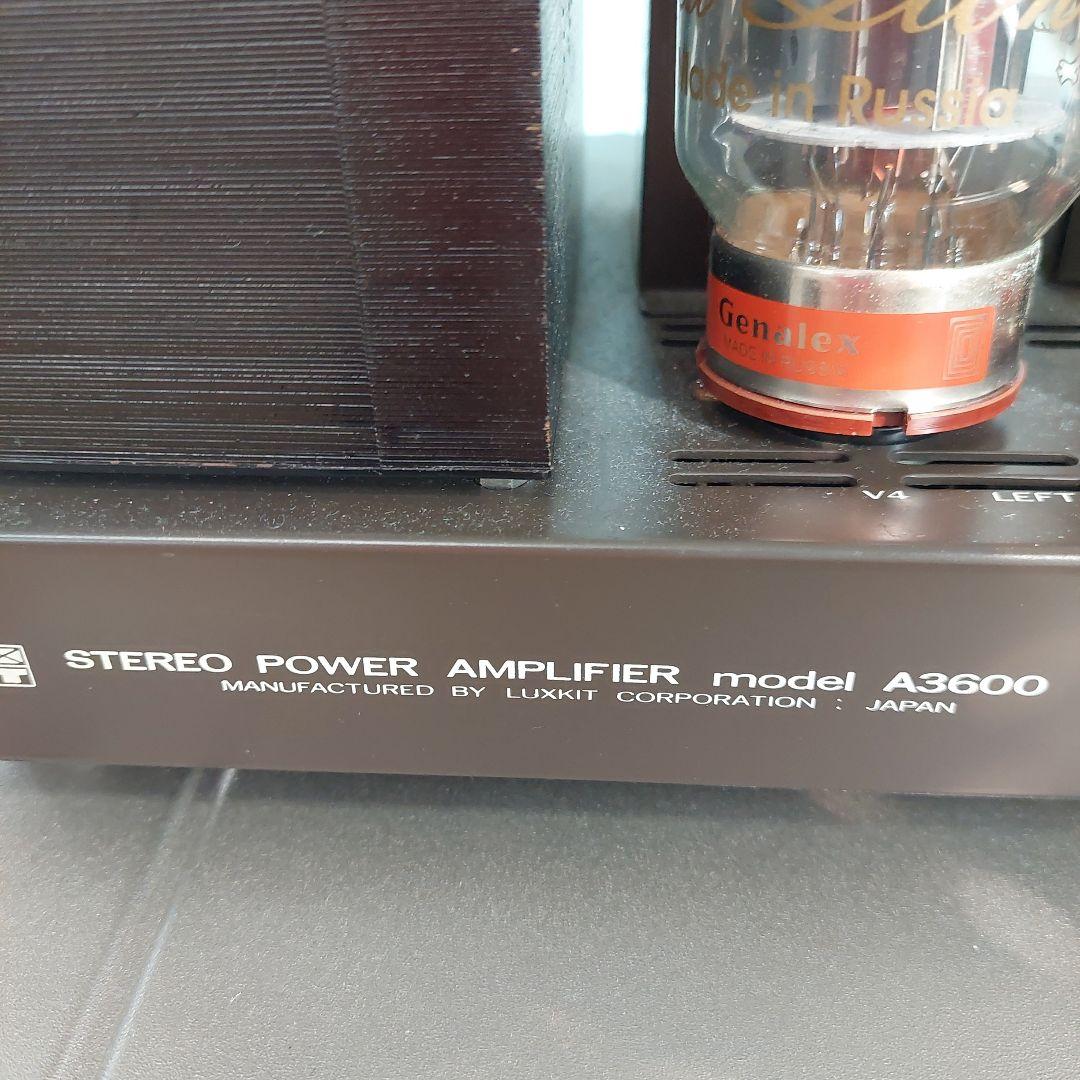 Made in Russia
Genalex
MADE IN RUSSIA
V4 LEFT
STEREO POWER AMPLIFIER model A3600
MANUFACTURED BY LUXKIT CORPORATION : JAPAN